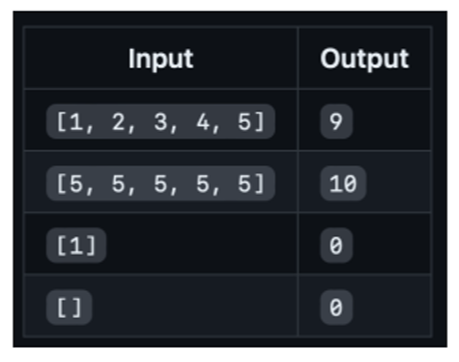 Input Output
[1, 2, 3, 4, 5] 9
[5, 5, 5, 5, 5] 10
[1] 0
[] 0